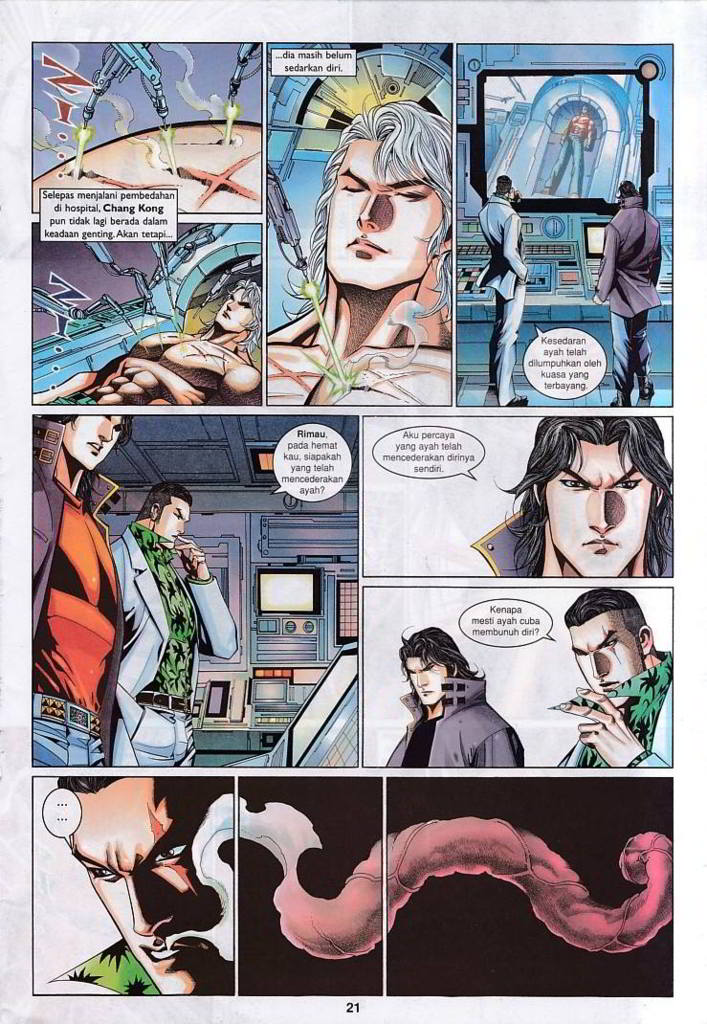 Z...
Selepas menjalani pembedahan
di hospital, Chang Kong
pun tidak lagi berada dalam
keadaan genting. Akan tetapi...
Z...
...dia masih belum
sedarkan diri.
Kesedaran
ayah telah
dilumpuhkan oleh
kuasa yang
terbayang.
Rimau,
pada hemat
kau, siapakah
yang telah
mencederakan
ayah?
Aku percaya
yang ayah telah
mencederakan dirinya
sendiri.
Kenapa
mesti ayah cuba
membunuh diri?
...
...
21